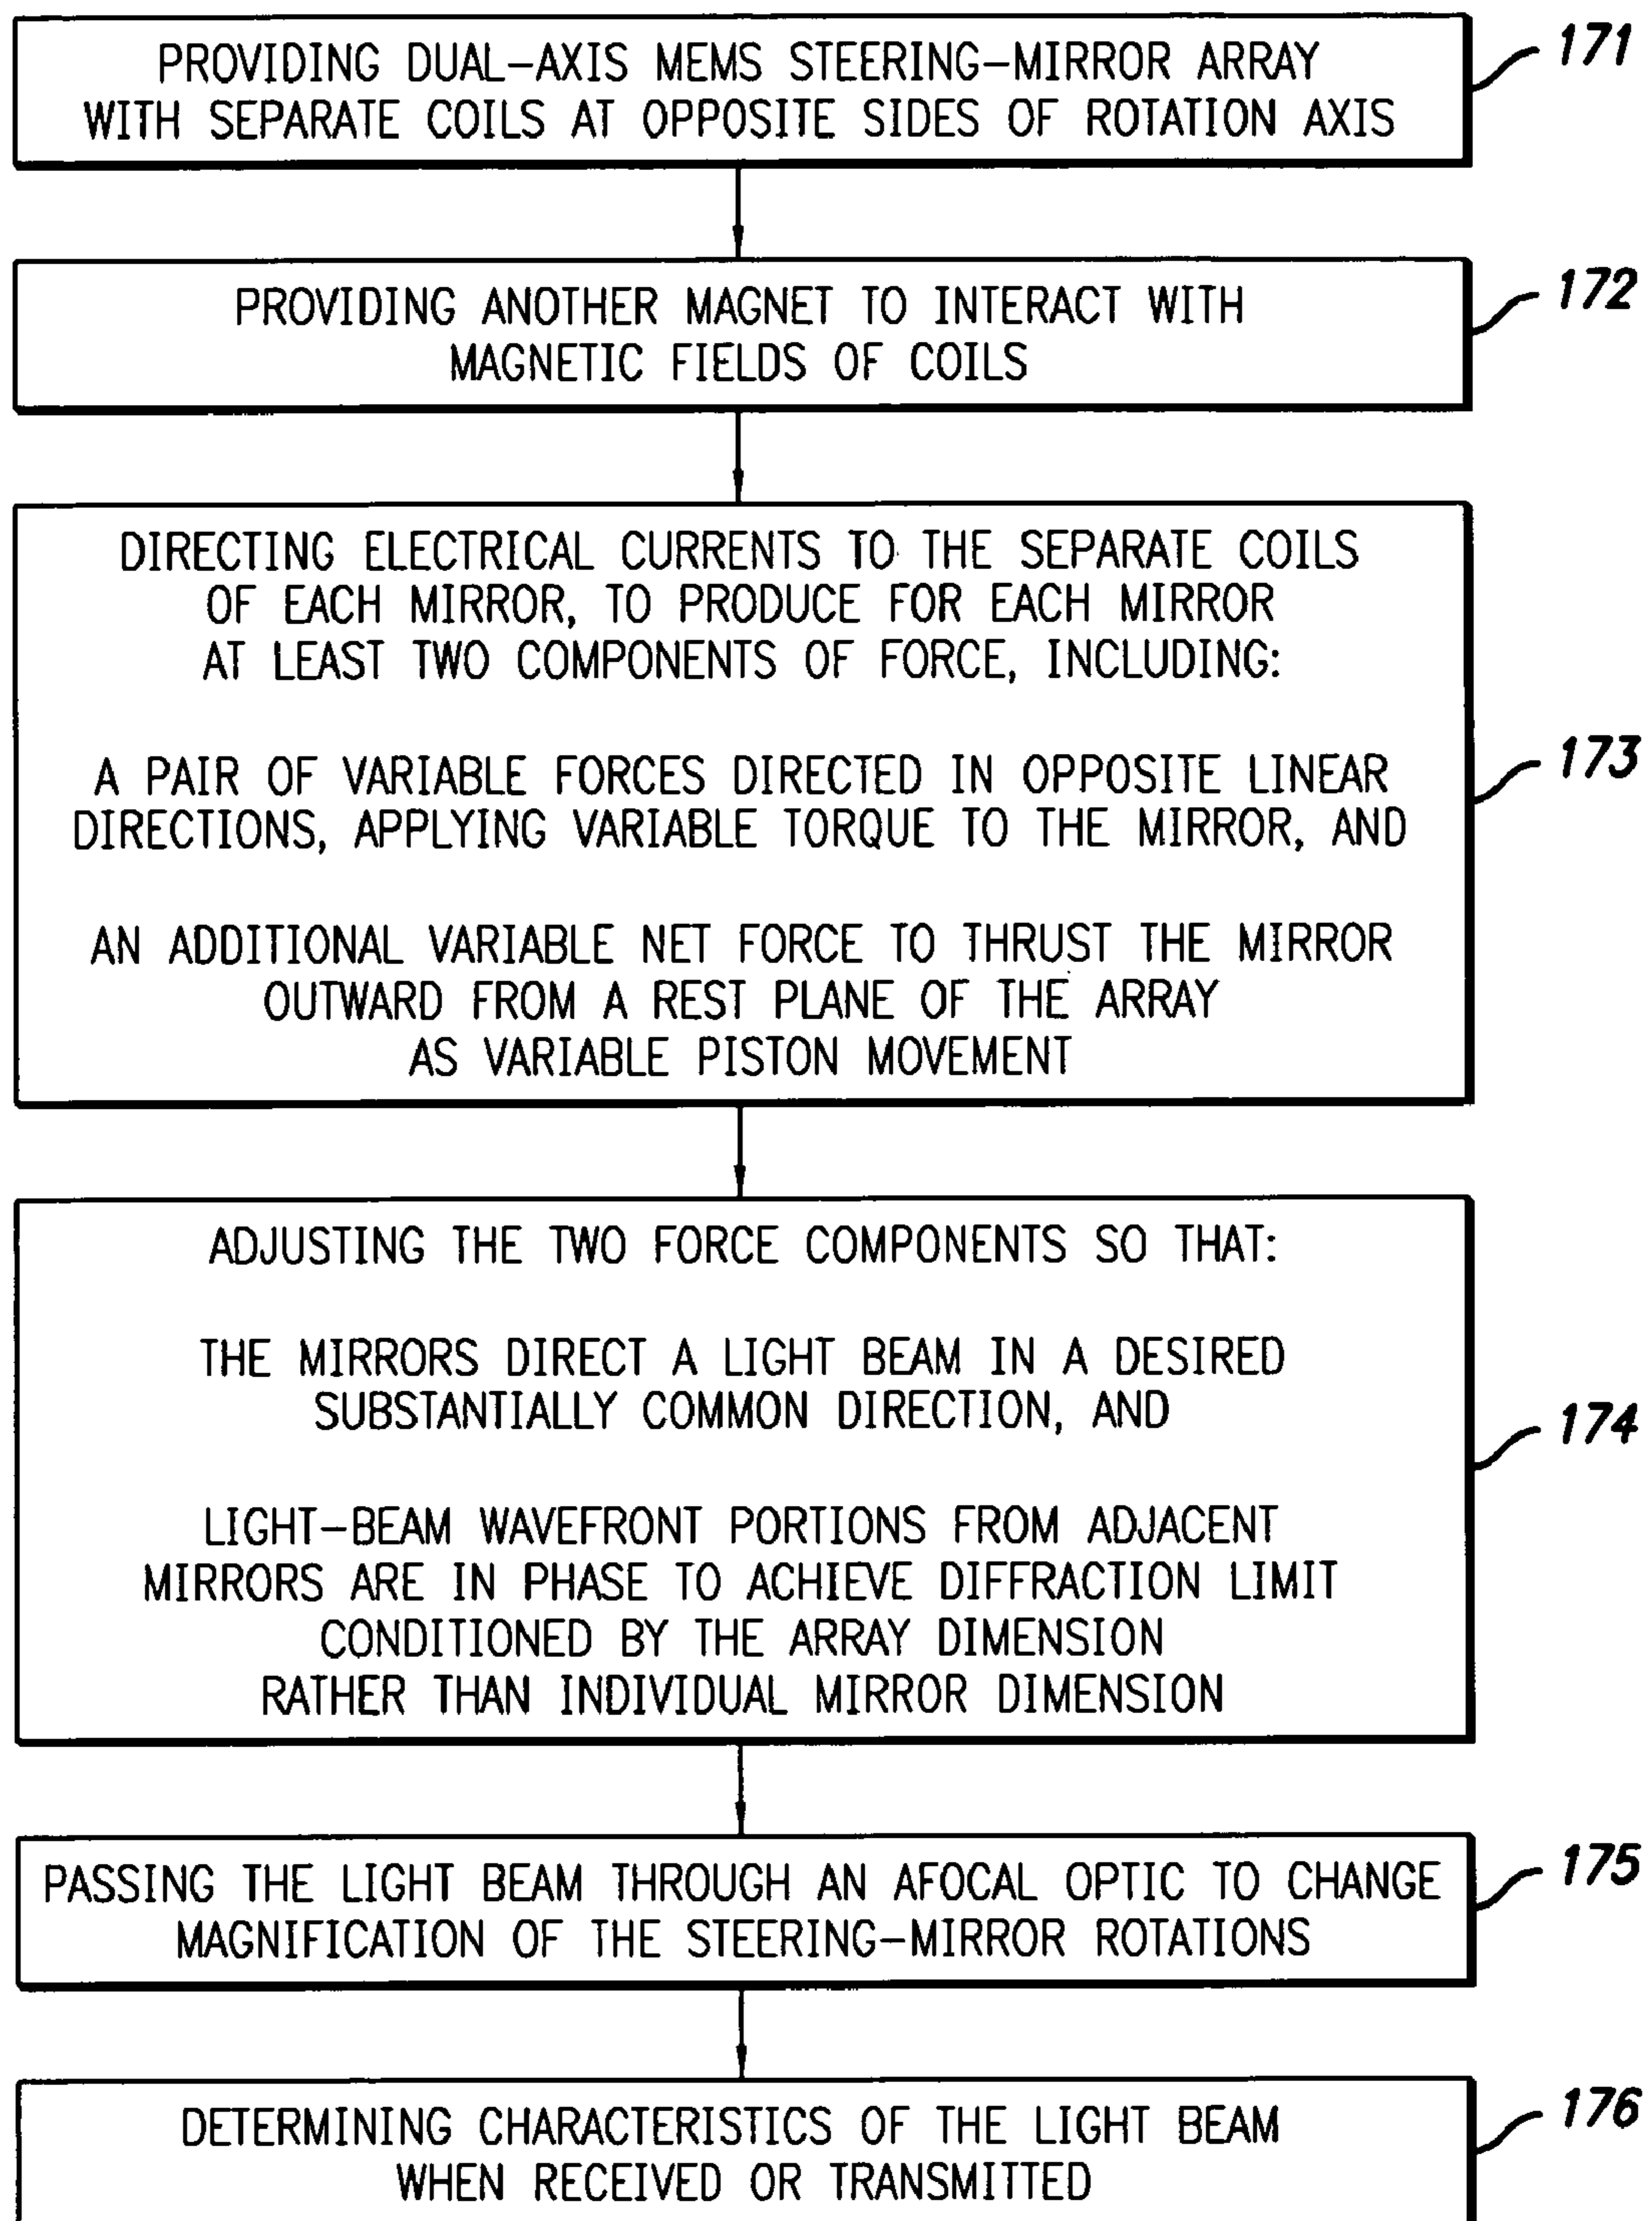 PROVIDING DUAL-AXIS MEMS STEERING-MIRROR ARRAY
WITH SEPARATE COILS AT OPPOSITE SIDES OF ROTATION AXIS
171
PROVIDING ANOTHER MAGNET TO INTERACT WITH
MAGNETIC FIELDS OF COILS
172
DIRECTING ELECTRICAL CURRENTS TO THE SEPARATE COILS
OF EACH MIRROR, TO PRODUCE FOR EACH MIRROR
AT LEAST TWO COMPONENTS OF FORCE, INCLUDING:
A PAIR OF VARIABLE FORCES DIRECTED IN OPPOSITE LINEAR
DIRECTIONS, APPLYING VARIABLE TORQUE TO THE MIRROR, AND
AN ADDITIONAL VARIABLE NET FORCE TO THRUST THE MIRROR
OUTWARD FROM A REST PLANE OF THE ARRAY
AS VARIABLE PISTON MOVEMENT
173
ADJUSTING THE TWO FORCE COMPONENTS SO THAT:
THE MIRRORS DIRECT A LIGHT BEAM IN A DESIRED
SUBSTANTIALLY COMMON DIRECTION, AND
LIGHT-BEAM WAVEFRONT PORTIONS FROM ADJACENT
MIRRORS ARE IN PHASE TO ACHIEVE DIFFRACTION LIMIT
CONDITIONED BY THE ARRAY DIMENSION
RATHER THAN INDIVIDUAL MIRROR DIMENSION
174
PASSING THE LIGHT BEAM THROUGH AN AFOCAL OPTIC TO CHANGE
MAGNIFICATION OF THE STEERING-MIRROR ROTATIONS
175
DETERMINING CHARACTERISTICS OF THE LIGHT BEAM
WHEN RECEIVED OR TRANSMITTED
176